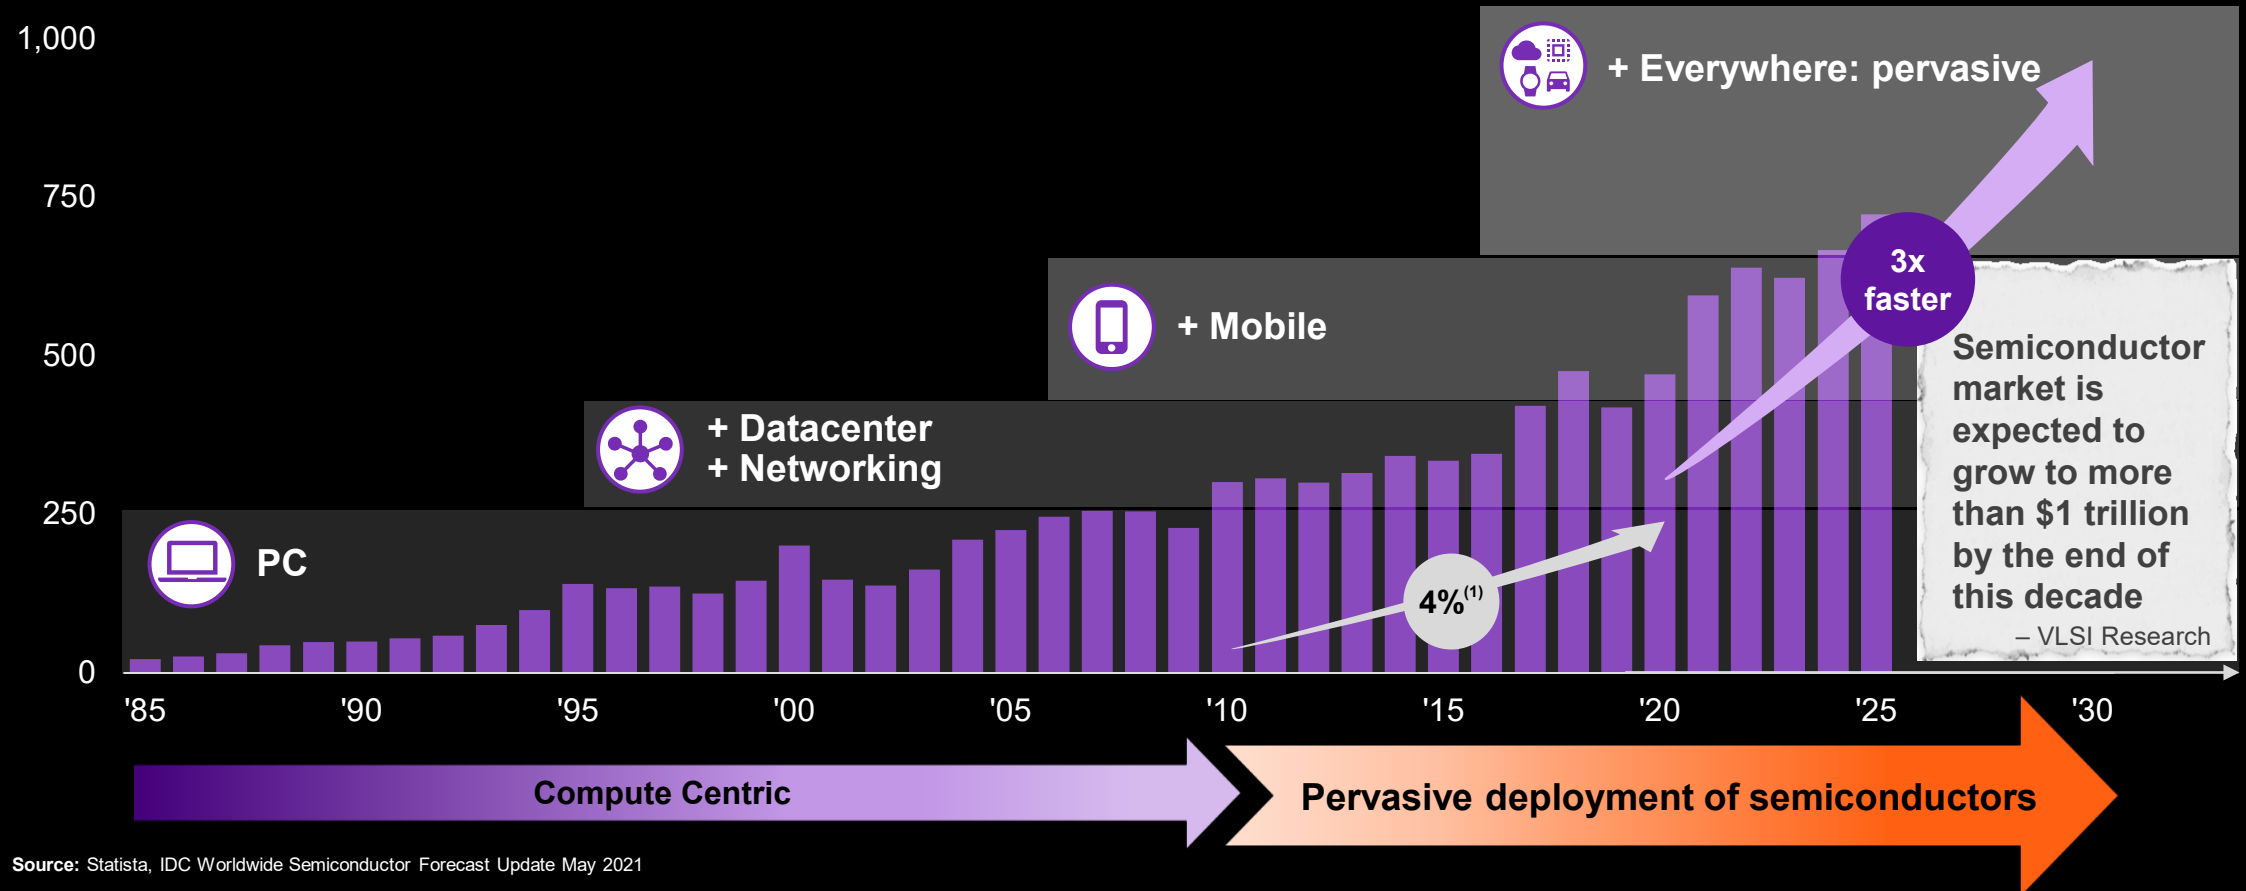 1,000
750
500
250
0
+ Everywhere: pervasive
3x
faster
+ Mobile
+ Datacenter
+ Networking
PC
4%(1)
Semiconductor
market is
expected to
grow to more
than $1 trillion
by the end of
this decade
– VLSI Research
'85 '90 '95 '00 '05 '10 '15 '20 '25 '30
Compute Centric
Pervasive deployment of semiconductors
Source: Statista, IDC Worldwide Semiconductor Forecast Update May 2021